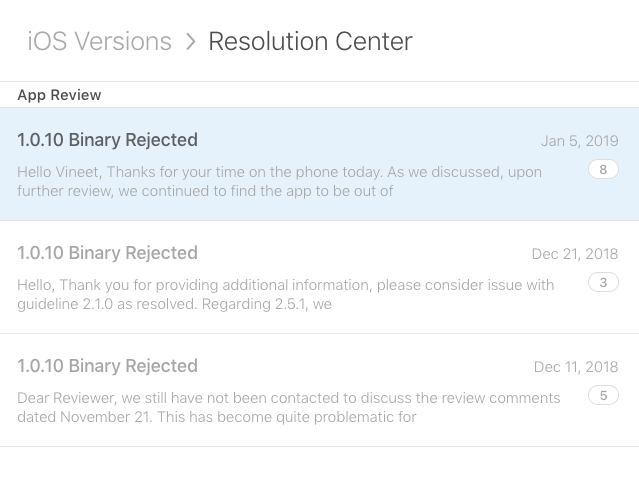 iOS Versions > Resolution Center
App Review
1.0.10 Binary Rejected
Jan 5, 2019
Hello Vineet, Thanks for your time on the phone today. As we discussed, upon
8
further review, we continued to find the app to be out of
1.0.10 Binary Rejected
Dec 21, 2018
Hello, Thank you for providing additional information, please consider issue with
3
guideline 2.1.0 as resolved. Regarding 2.5.1, we
1.0.10 Binary Rejected
Dec 11, 2018
Dear Reviewer, we still have not been contacted to discuss the review comments
5
dated November 21. This has become quite problematic for